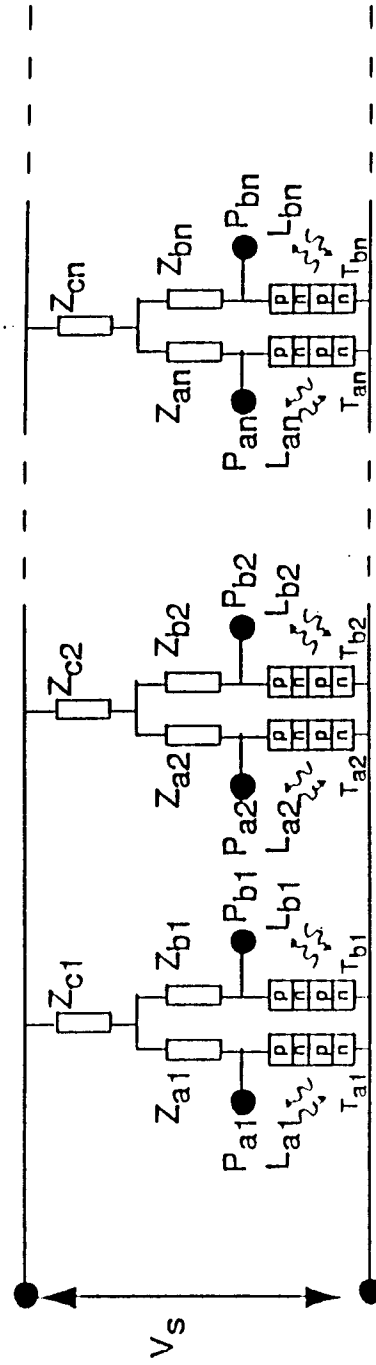 Vs
Zc1
Za1 Zb1
Pa1 Pb1
La1 Lb1
p n p n
p n p n
Ta1 Tb1
Zc2
Za2 Zb2
Pa2 Pb2
La2 Lb2
p n p n
p n p n
Ta2 Tb2
Zcn
Zan Zbn
Pan Pbn
Lan Lbn
p n p n
p n p n
Tan Tbn